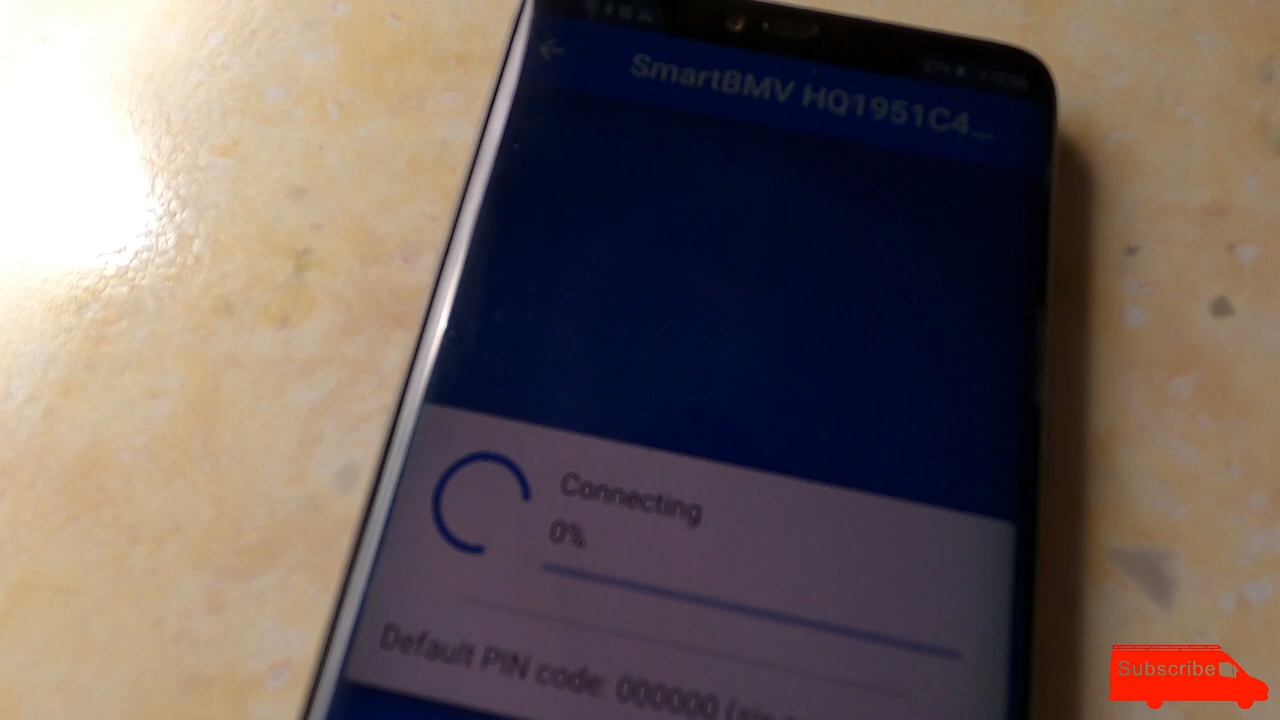 SmartBMV HQ1951C4...
Connecting
0%
Default PIN code: 000000
Subscribe